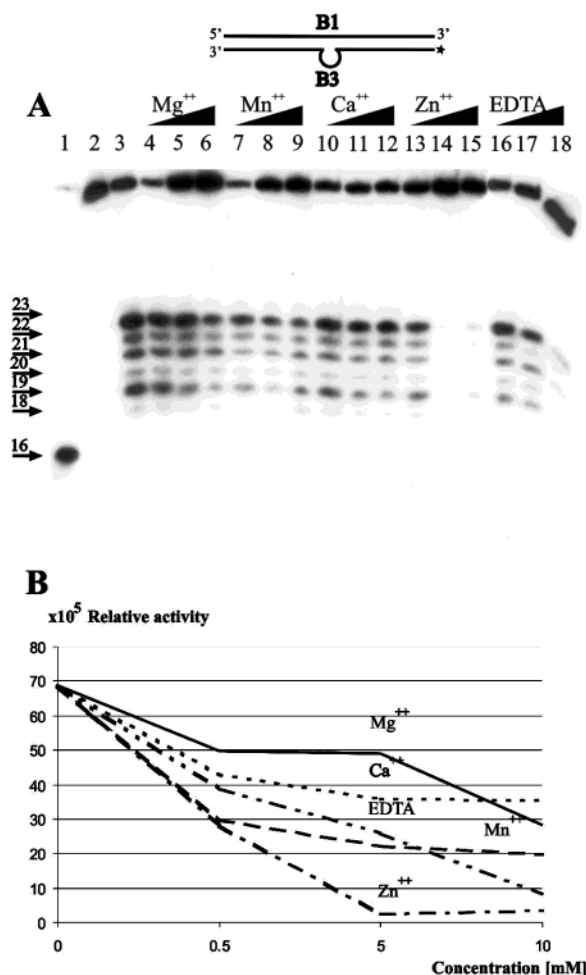 B1
5’ 3’
3’ ★
B3
A Mg++ Mn++ Ca++ Zn++ EDTA
1 2 3 4 5 6 7 8 9 10 11 12 13 14 15 16 17 18
23
22
21
20
19
18
16
B
x10⁵ Relative activity
80
70
60
50
40
30
20
10
0
Mg++
Ca++
EDTA
Mn++
Zn++
0 0.5 5 10
Concentration [mM]